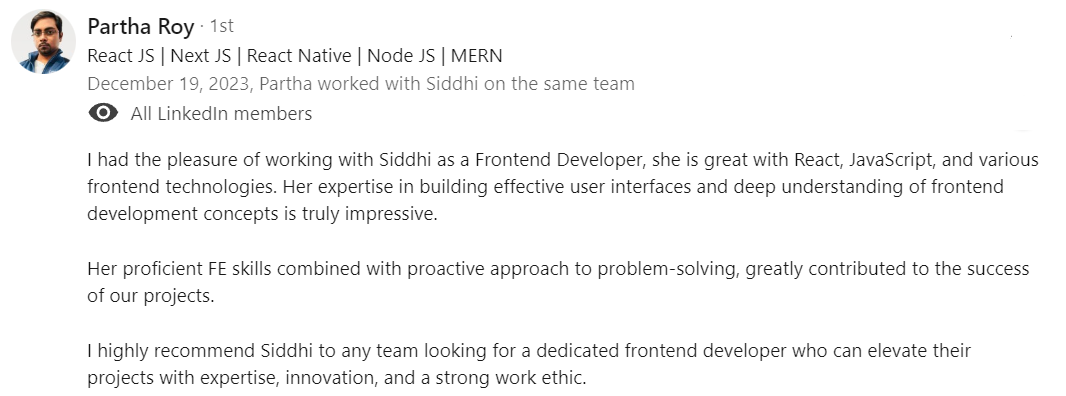 Partha Roy · 1st
React JS | Next JS | React Native | Node JS | MERN
December 19, 2023, Partha worked with Siddhi on the same team
All LinkedIn members
I had the pleasure of working with Siddhi as a Frontend Developer, she is great with React, JavaScript, and various
frontend technologies. Her expertise in building effective user interfaces and deep understanding of frontend
development concepts is truly impressive.
Her proficient FE skills combined with proactive approach to problem-solving, greatly contributed to the success
of our projects.
I highly recommend Siddhi to any team looking for a dedicated frontend developer who can elevate their
projects with expertise, innovation, and a strong work ethic.